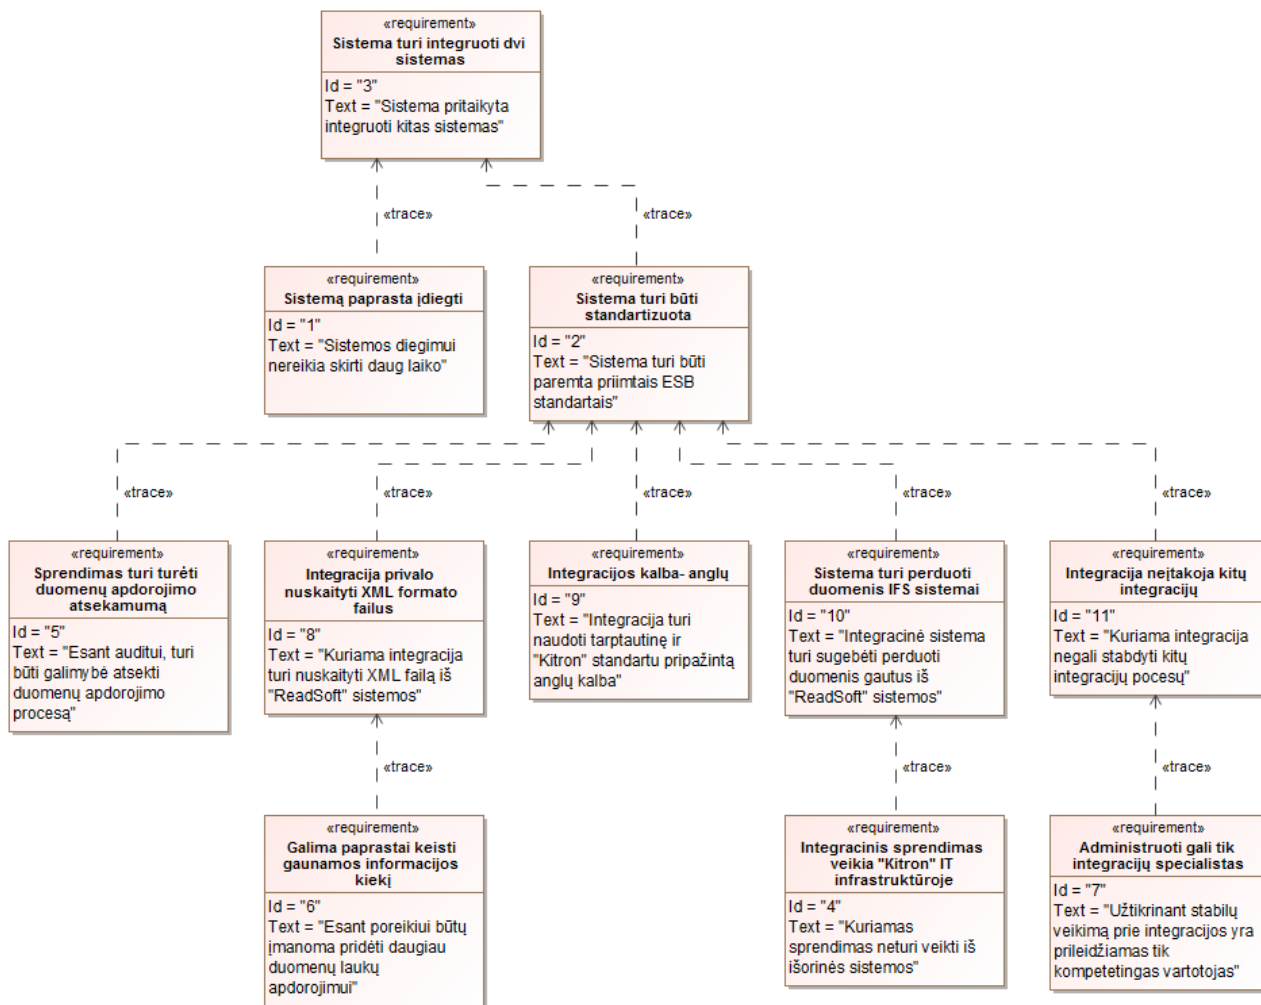 «requirement»
Sistema turi integruoti dvi
sistemas
Id = "3"
Text = "Sistema pritaikyta
integruoti kitas sistemas"
«trace»
«trace»
«requirement»
Sistemą paprasta įdiegti
Id = "1"
Text = "Sistemos diegimui
nereikia skirti daug laiko"
«requirement»
Sistema turi būti
standartizuota
Id = "2"
Text = "Sistema turi būti
paremta priimtais ESB
standartais"
«trace»
«trace»
«trace»
«trace»
«trace»
«requirement»
Sprendimas turi turėti
duomenų apdorojimo
atsekamumą
Id = "5"
Text = "Esant auditui, turi
būti galimybė atsekti
duomenų apdorojimo
procesą"
«requirement»
Integracija privalo
nuskaityti XML formato
failus
Id = "8"
Text = "Kuriama integracija
turi nuskaityti XML failą iš
"ReadSoft" sistemos"
«requirement»
Integracijos kalba- anglų
Id = "9"
Text = "Integracija turi
naudoti tarptautinę ir
"Kitron" standartu pripažintą
anglų kalba"
«requirement»
Sistema turi perduoti
duomenis IFS sistemai
Id = "10"
Text = "Integracinė sistema
turi sugebėti perduoti
duomenis gautus iš
"ReadSoft" sistemos"
«requirement»
Integracija neįtakoja kitų
integracijų
Id = "11"
Text = "Kuriama integracija
negali stabdyti kitų
integracijų pocesų"
«trace»
«trace»
«trace»
«requirement»
Galima paprastai keisti
gaunamos informacijos
kiekį
Id = "6"
Text = "Esant poreikiui būtų
įmanoma pridėti daugiau
duomenų laukų
apdorojimui"
«requirement»
Integracinis sprendimas
veikia "Kitron" IT
infrastruktūroje
Id = "4"
Text = "Kuriamas
sprendimas neturi veikti iš
išorinės sistemos"
«requirement»
Administruoti gali tik
integracijų specialistas
Id = "7"
Text = "Užtikrinant stabilų
veikimą prie integracijos yra
prileidžiamas tik
kompetetingas vartotojas"